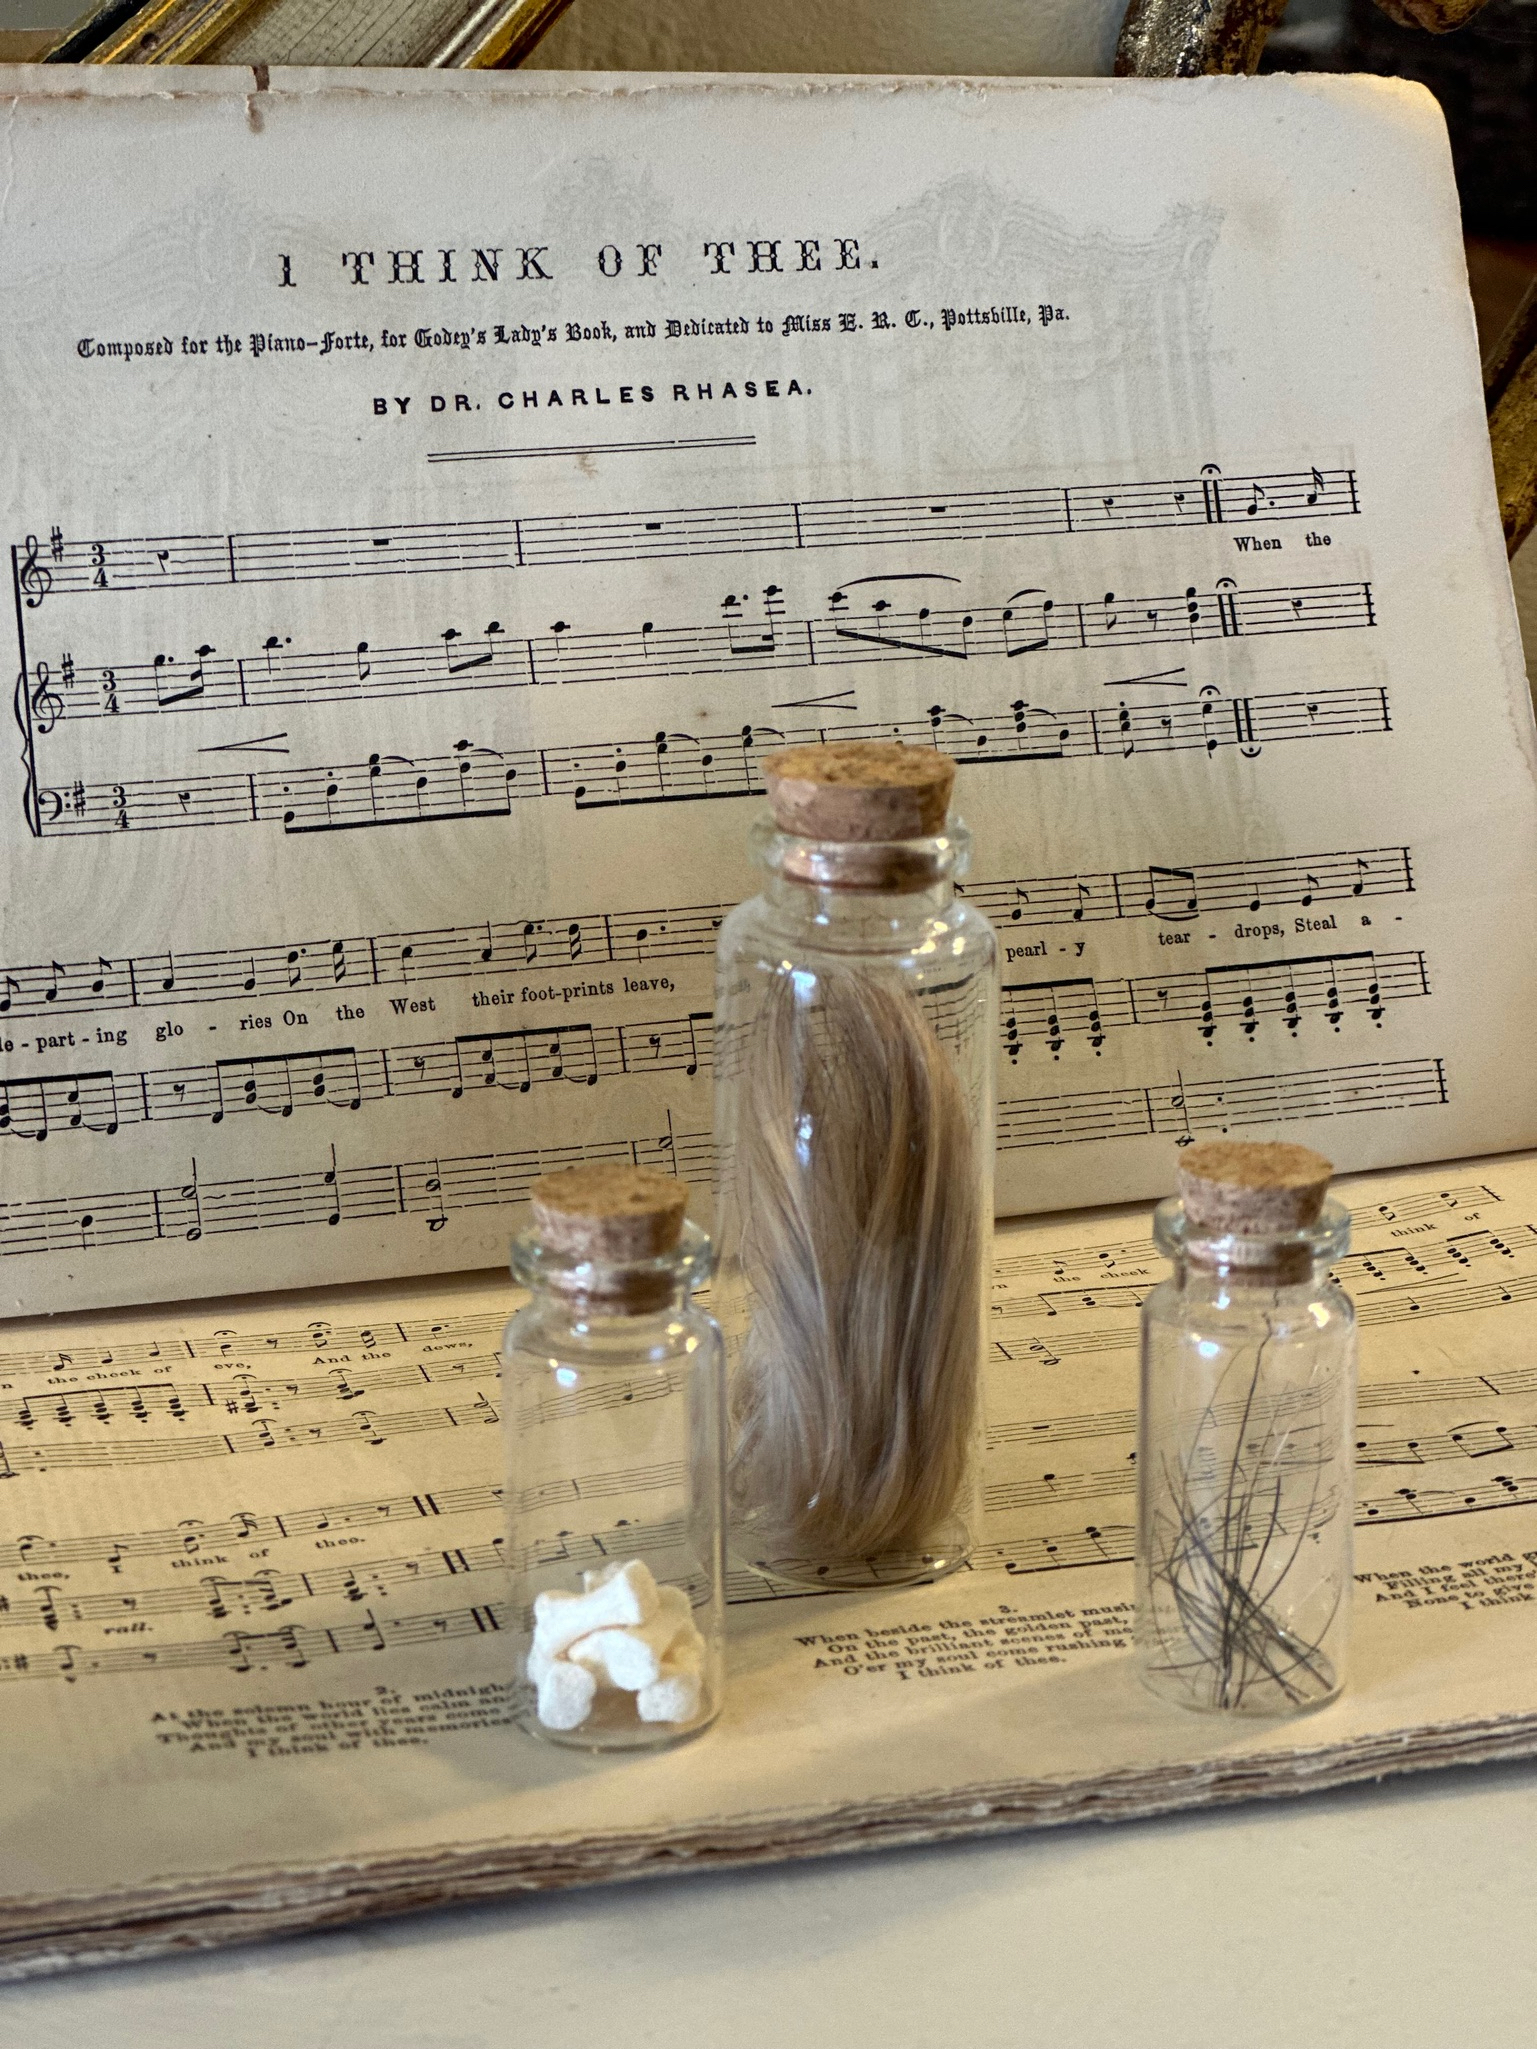 I THINK OF THEE.
Composed for the Piano-Forte, for Godey's Lady's Book, and Dedicated to Miss E. R. C., Pottsville, Pa.
BY DR. CHARLES RHASEA.
3/4
When the
3/4
3/4
de - part - ing glo - ries On the West their foot-prints leave, pearl - y tear - drops, Steal a -
think of
the cheek
the cheek of eve, And the dews,
thee, I think of thee.
rall.
3.
When beside the streamlet
On the past, the golden past,
And the brilliant scenes of
O'er my soul come rushing
I think of thee.
When the world
Filling all my
And I feel
None to give
I think
2.
At the solemn hour of
When the world lies calm
Thoughts of other years come
And my soul with memories
I think of thee.